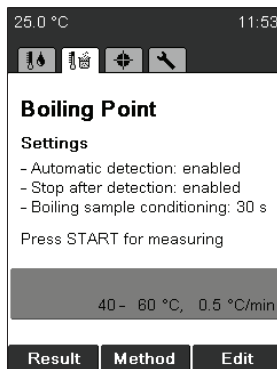 25.0 °C 11:53
Boiling Point
Settings
- Automatic detection: enabled
- Stop after detection: enabled
- Boiling sample conditioning: 30 s
Press START for measuring
40 - 60 °C, 0.5 °C/min
Result Method Edit